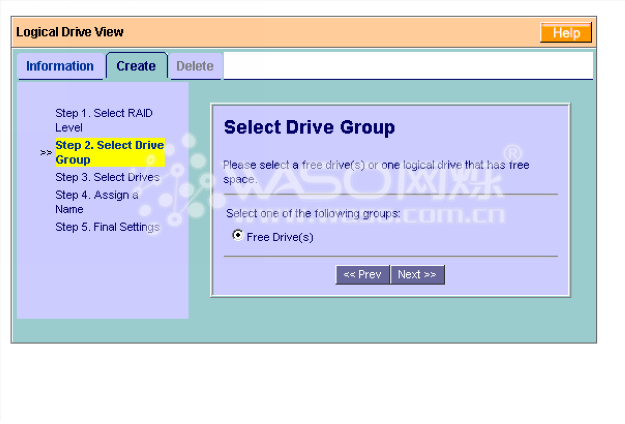 Logical Drive View
Help
Information
Create
Delete
Step 1. Select RAID
Level
>> Step 2. Select Drive
Group
Step 3. Select Drives
Step 4. Assign a
Name
Step 5. Final Settings
Select Drive Group
Please select a free drive(s) or one logical drive that has free
space.
Select one of the following groups:
Free Drive(s)
<< Prev
Next >>
WASO网烁®
www.waso.com.cn